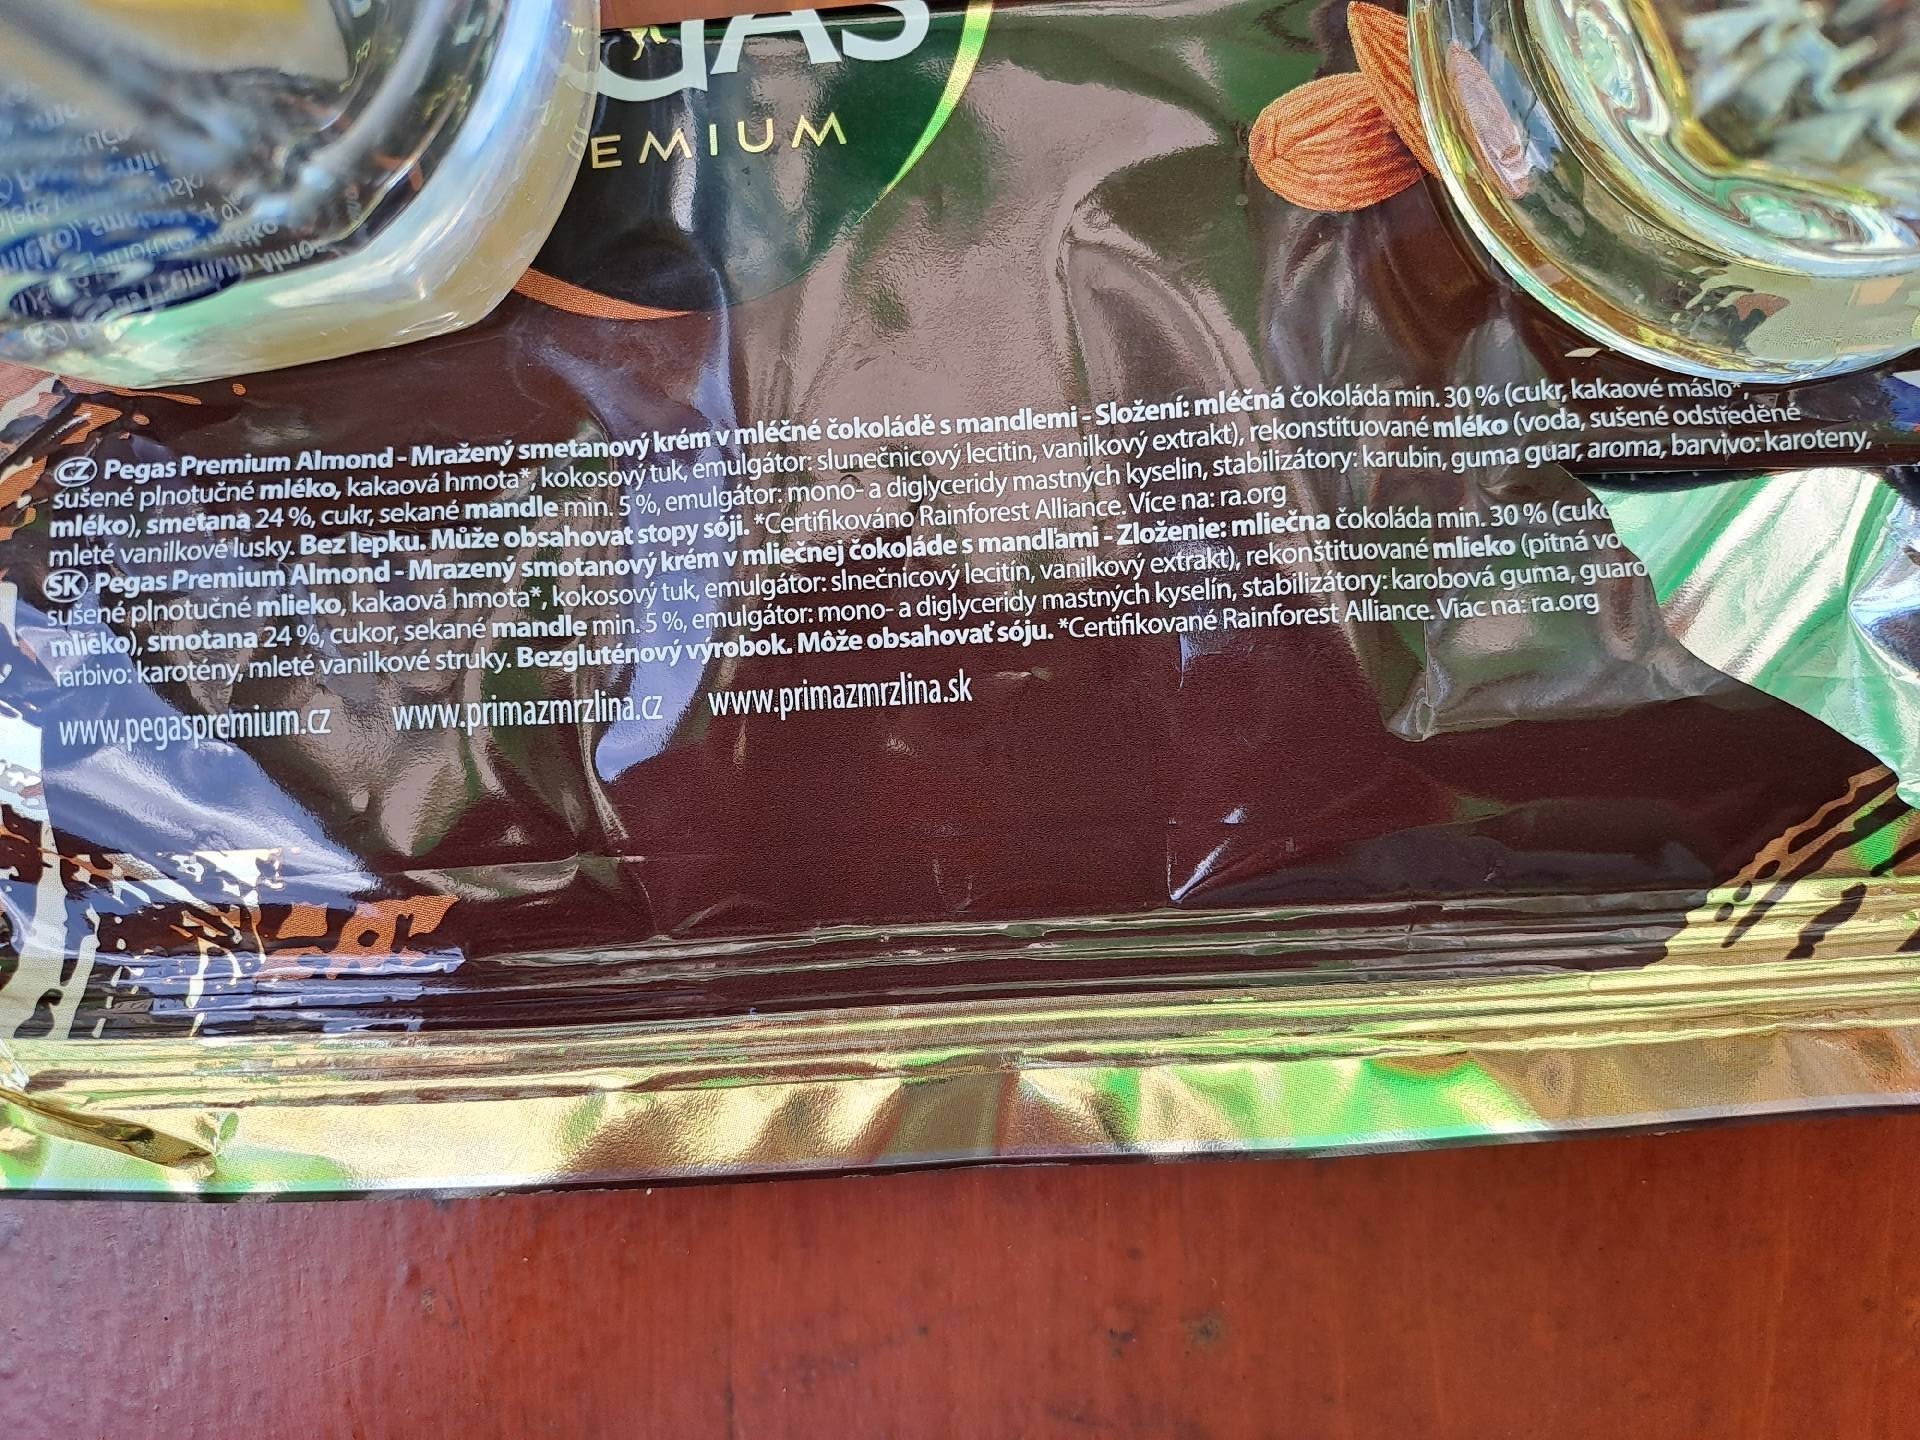 GAS
EMIUM
CZ Pegas Premium Almond - Mražený smetanový krém v mléčné čokoládě s mandlemi - Složení: mléčná čokoláda min. 30 % (cukr, kakaové máslo*,
sušené plnotučné mléko, kakaová hmota*, kokosový tuk, emulgátor: slunečnicový lecitin, vanilkový extrakt), rekonstituované mléko (voda, sušené odstředěné
mléko), smetana 24 %, cukr, sekané mandle min. 5 %, emulgátor: mono- a diglyceridy mastných kyselin, stabilizátory: karubin, guma guar, aroma, barvivo: karoteny,
mleté vanilkové lusky. Bez lepku. Může obsahovat stopy sóji. *Certifikováno Rainforest Alliance. Více na: ra.org
SK Pegas Premium Almond - Mrazený smotanový krém v mliečnej čokoláde s mandľami - Zloženie: mliečna čokoláda min. 30 % (cuko
sušené plnotučné mlieko, kakaová hmota*, kokosový tuk, emulgátor: slnečnicový lecitín, vanilkový extrakt), rekonštituované mlieko (pitná vo
mlieko), smotana 24 %, cukor, sekané mandle min. 5 %, emulgátor: mono- a diglyceridy mastných kyselín, stabilizátory: karobová guma, guaro
farbivo: karotény, mleté vanilkové struky. Bezgluténový výrobok. Môže obsahovať sóju. *Certifikované Rainforest Alliance. Viac na: ra.org
www.pegaspremium.cz www.primazmrzlina.cz www.primazmrzlina.sk